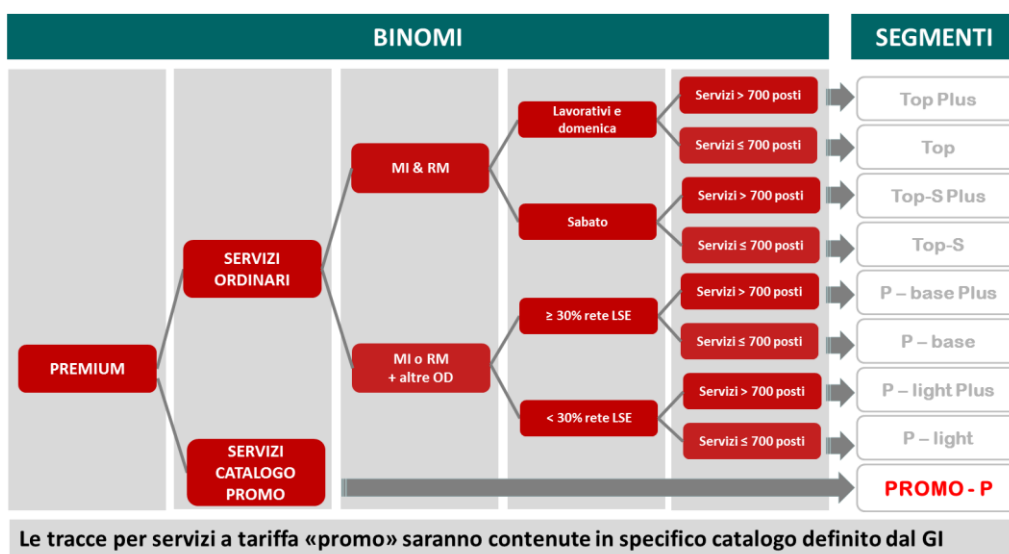 BINOMI
SEGMENTI
PREMIUM
SERVIZI
ORDINARI
SERVIZI
CATALOGO
PROMO
MI & RM
MI o RM
+ altre OD
Lavorativi e
domenica
Sabato
≥ 30% rete LSE
< 30% rete LSE
Servizi > 700 posti
Servizi ≤ 700 posti
Servizi > 700 posti
Servizi ≤ 700 posti
Servizi > 700 posti
Servizi ≤ 700 posti
Servizi > 700 posti
Servizi ≤ 700 posti
Top Plus
Top
Top-S Plus
Top-S
P – base Plus
P – base
P – light Plus
P – light
PROMO - P
Le tracce per servizi a tariffa «promo» saranno contenute in specifico catalogo definito dal GI